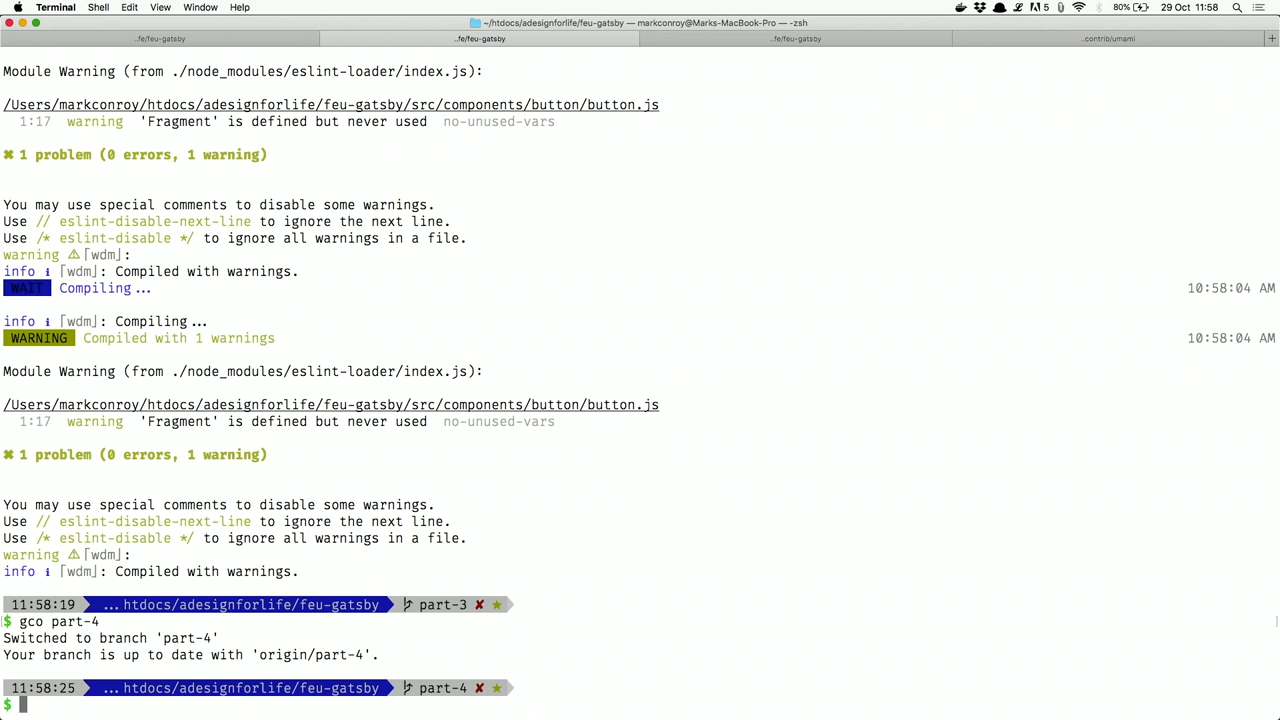 Terminal Shell Edit View Window Help 5 80% 29 Oct 11:58
~/htdocs/adesignforlife/feu-gatsby — markconroy@Marks-MacBook-Pro — -zsh
..fe/feu-gatsby ..fe/feu-gatsby ..fe/feu-gatsby ..contrib/umami +
Module Warning (from ./node_modules/eslint-loader/index.js):
/Users/markconroy/htdocs/adesignforlife/feu-gatsby/src/components/button/button.js
1:17 warning 'Fragment' is defined but never used no-unused-vars
✖ 1 problem (0 errors, 1 warning)
You may use special comments to disable some warnings.
Use // eslint-disable-next-line to ignore the next line.
Use /* eslint-disable */ to ignore all warnings in a file.
warning ⚠「wdm」:
info ℹ「wdm」: Compiled with warnings.
WAIT Compiling... 10:58:04 AM
info ℹ「wdm」: Compiling...
WARNING Compiled with 1 warnings 10:58:04 AM
Module Warning (from ./node_modules/eslint-loader/index.js):
/Users/markconroy/htdocs/adesignforlife/feu-gatsby/src/components/button/button.js
1:17 warning 'Fragment' is defined but never used no-unused-vars
✖ 1 problem (0 errors, 1 warning)
You may use special comments to disable some warnings.
Use // eslint-disable-next-line to ignore the next line.
Use /* eslint-disable */ to ignore all warnings in a file.
warning ⚠「wdm」:
info ℹ「wdm」: Compiled with warnings.
11:58:19 ... htdocs/adesignforlife/feu-gatsby part-3 ✘ ★
$ gco part-4
Switched to branch 'part-4'
Your branch is up to date with 'origin/part-4'.
11:58:25 ... htdocs/adesignforlife/feu-gatsby part-4 ✘ ★
$